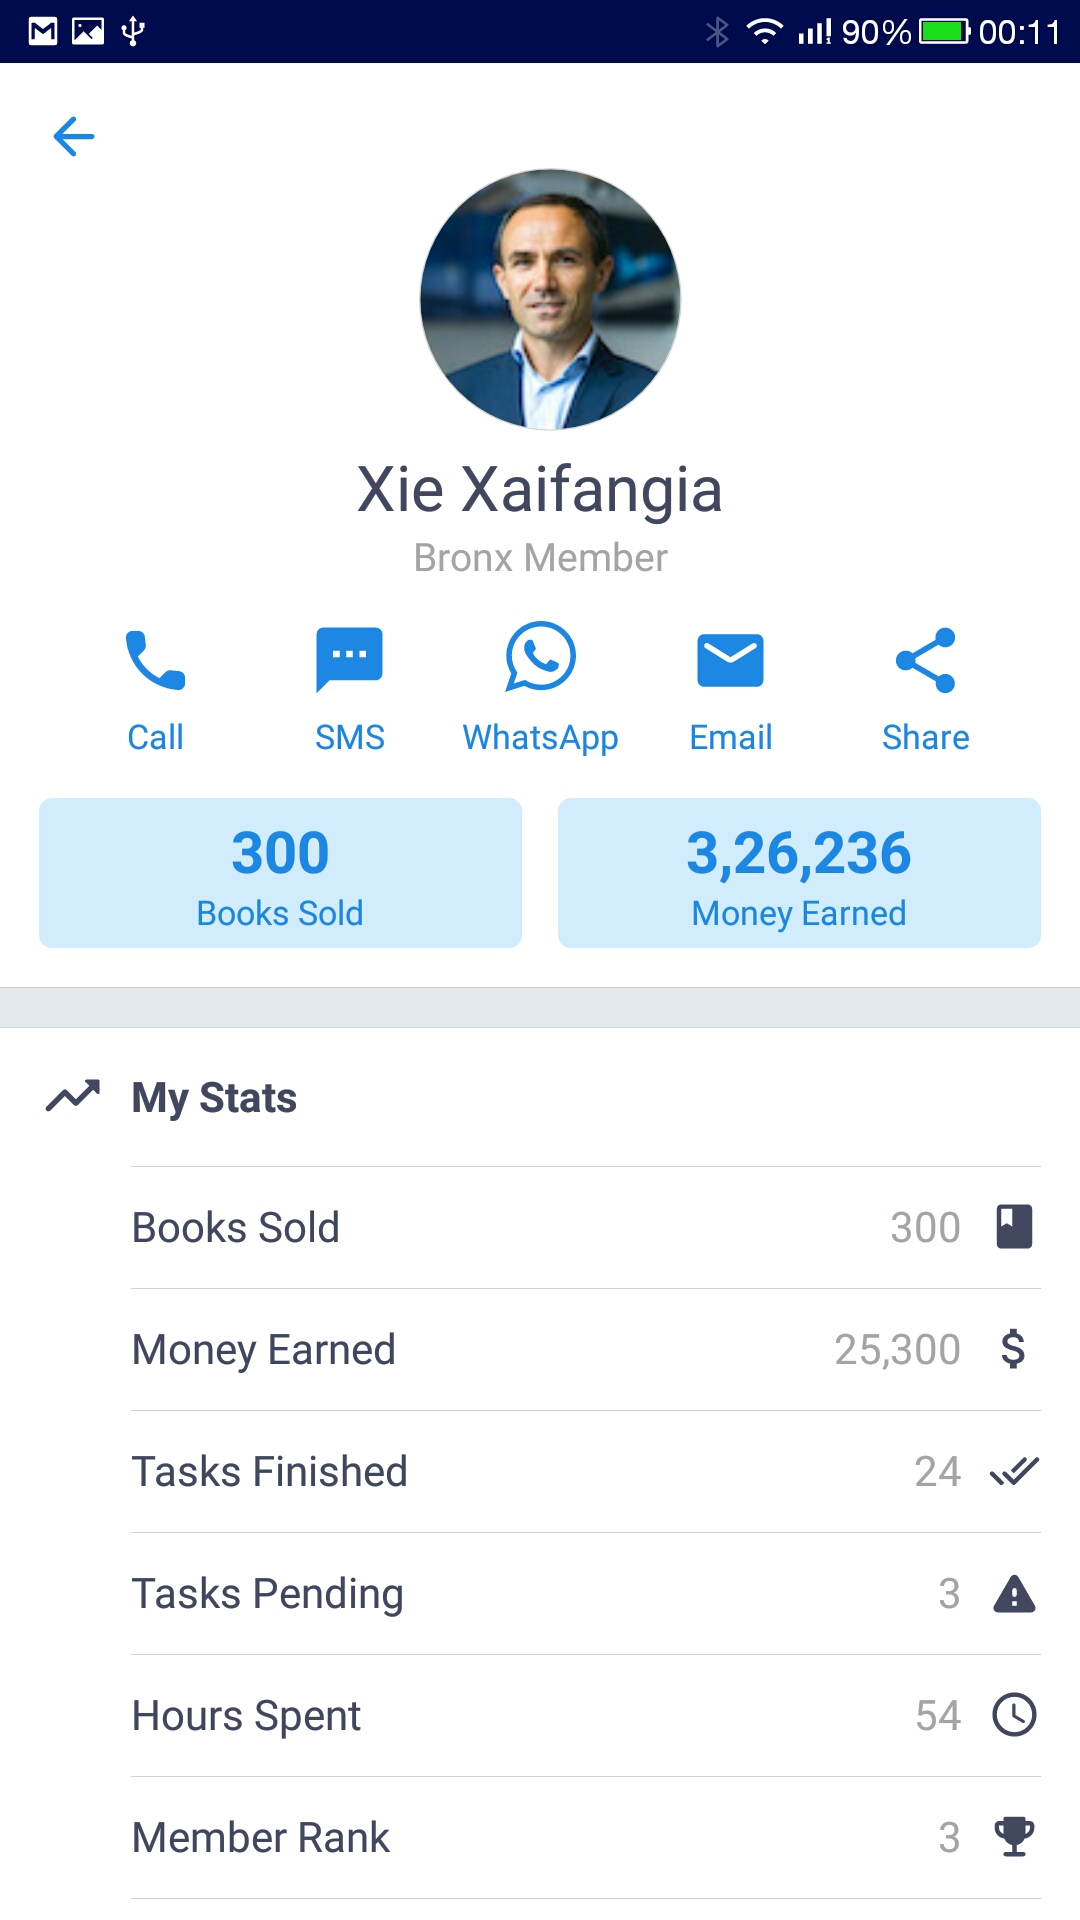 90% 00:11
Xie Xaifangia
Bronx Member
Call SMS WhatsApp Email Share
300 3,26,236
Books Sold Money Earned
My Stats
Books Sold 300
Money Earned 25,300 $
Tasks Finished 24
Tasks Pending 3
Hours Spent 54
Member Rank 3